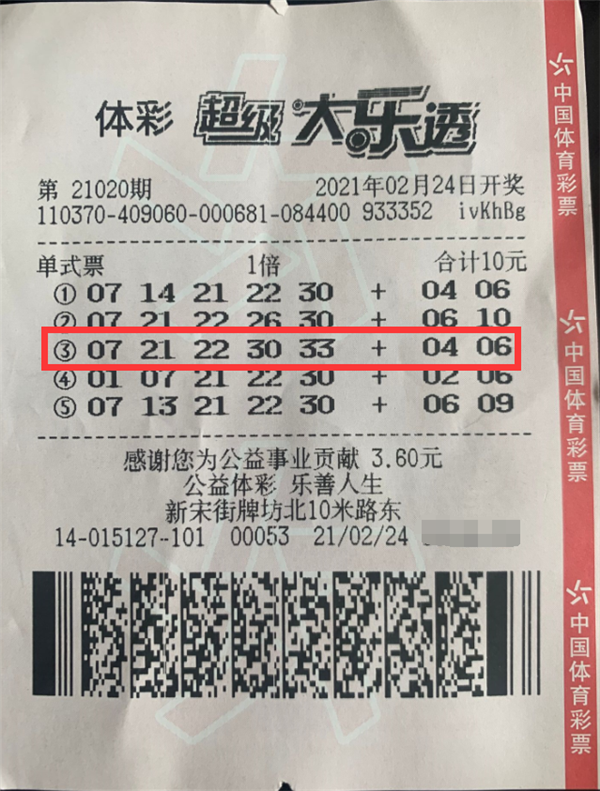 体彩 超级大乐透
第 21020期 2021年02月24日开奖
110370-409060-000681-084400 933352 ivKhBg
单式票 1倍 合计10元
① 07 14 21 22 30 + 04 06
② 07 21 22 26 30 + 06 10
③ 07 21 22 30 33 + 04 06
④ 01 07 21 22 30 + 02 06
⑤ 07 13 21 22 30 + 06 09
感谢您为公益事业贡献 3.60元
公益体彩 乐善人生
新宋街牌坊北10米路东
14-015127-101 00053 21/02/24
中国体育彩票
中国体育彩票
中国体育彩票